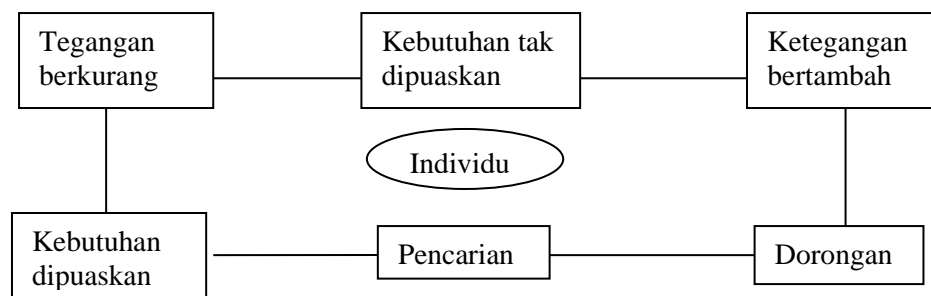 Tegangan
berkurang
Kebutuhan tak
dipuaskan
Ketegangan
bertambah
Individu
Kebutuhan
dipuaskan
Pencarian
Dorongan